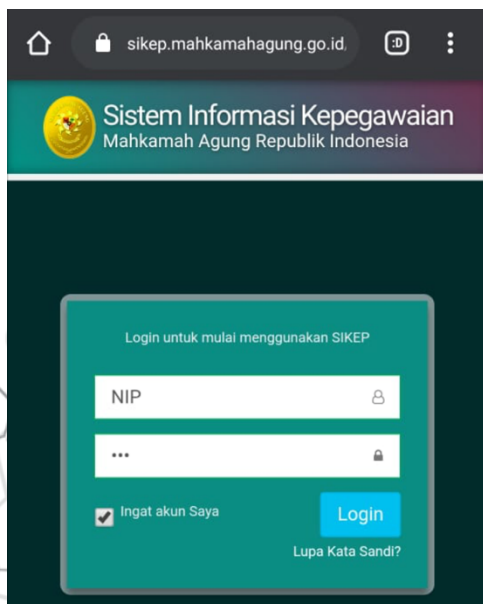 sikep.mahkamahagung.go.id
:D
Sistem Informasi Kepegawaian
Mahkamah Agung Republik Indonesia
Login untuk mulai menggunakan SIKEP
NIP
•••
Ingat akun Saya
Login
Lupa Kata Sandi?